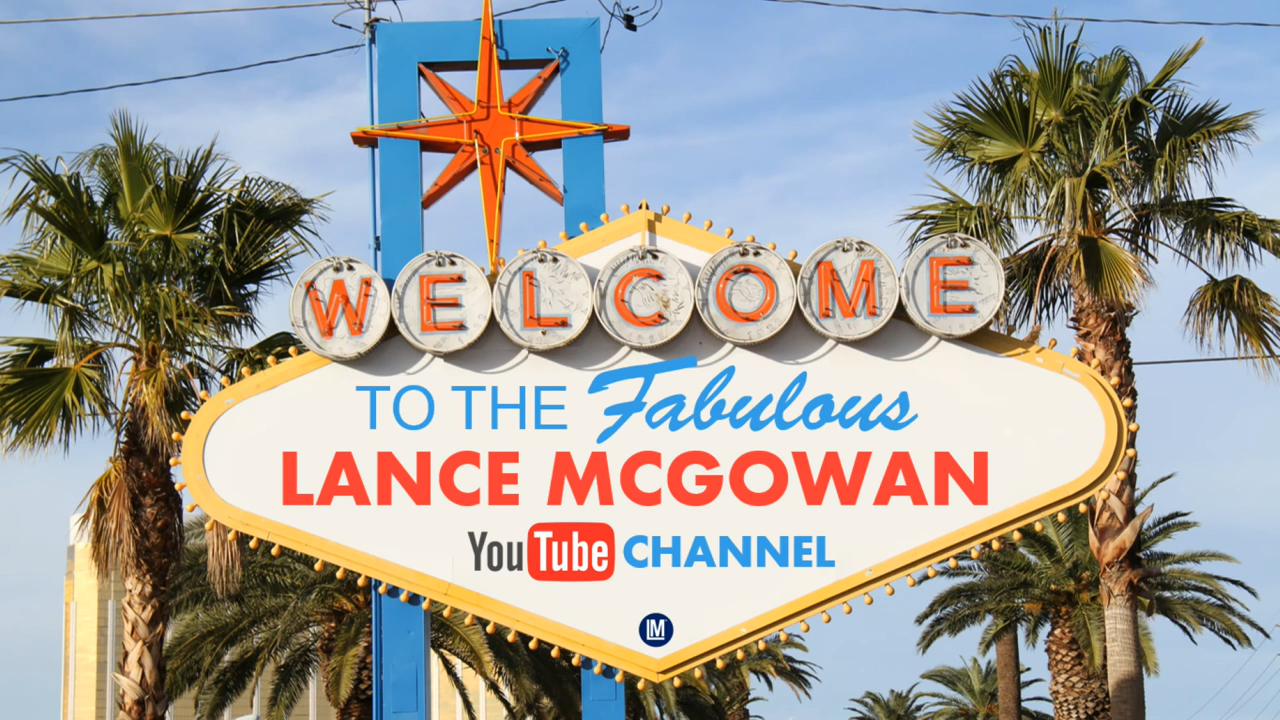 WELCOME
TO THE Fabulous
LANCE MCGOWAN
YouTube CHANNEL
LM